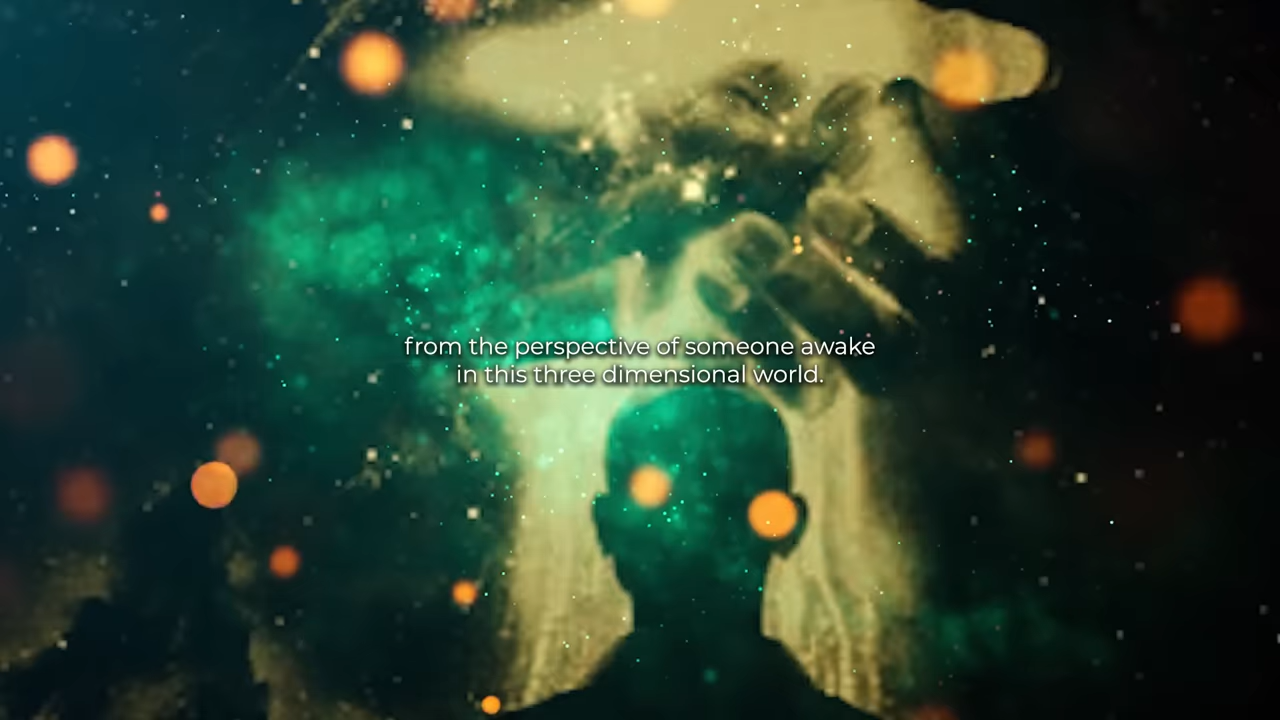 from the perspective of someone awake
in this three dimensional world.